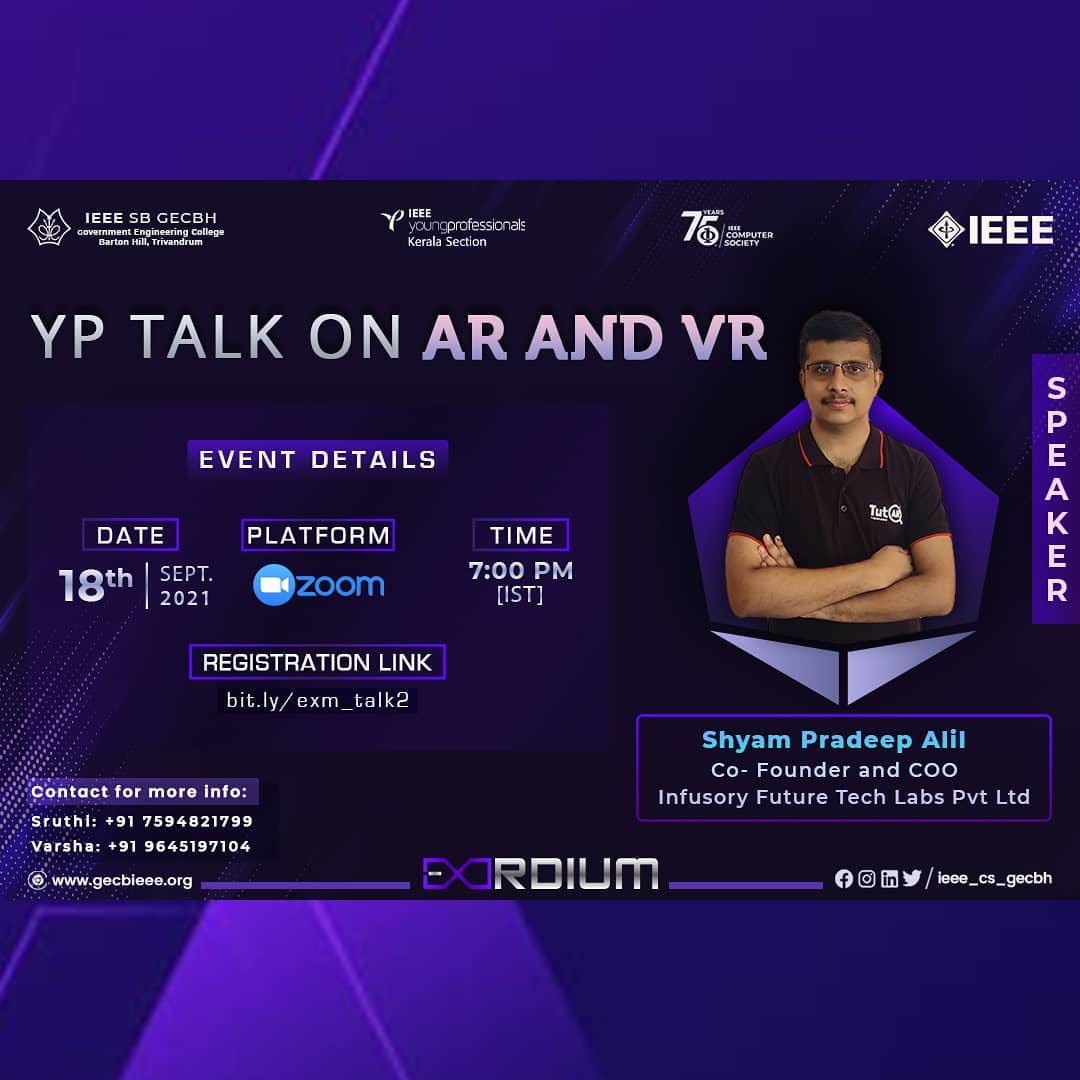 IEEE SB GECBH
Government Engineering College
Barton Hill, Trivandrum
IEEE
youngprofessionals
Kerala Section
75 YEARS
IEEE
COMPUTER
SOCIETY
IEEE
YP TALK ON AR AND VR
SPEAKER
EVENT DETAILS
DATE
18th
SEPT.
2021
PLATFORM
zoom
TIME
7:00 PM
[IST]
REGISTRATION LINK
bit.ly/exm_talk2
TutAR
Shyam Pradeep Alil
Co- Founder and COO
Infusory Future Tech Labs Pvt Ltd
Contact for more info:
Sruthi: +91 7594821799
Varsha: +91 9645197104
www.gecbieee.org
EXORDIUM
/ ieee_cs_gecbh